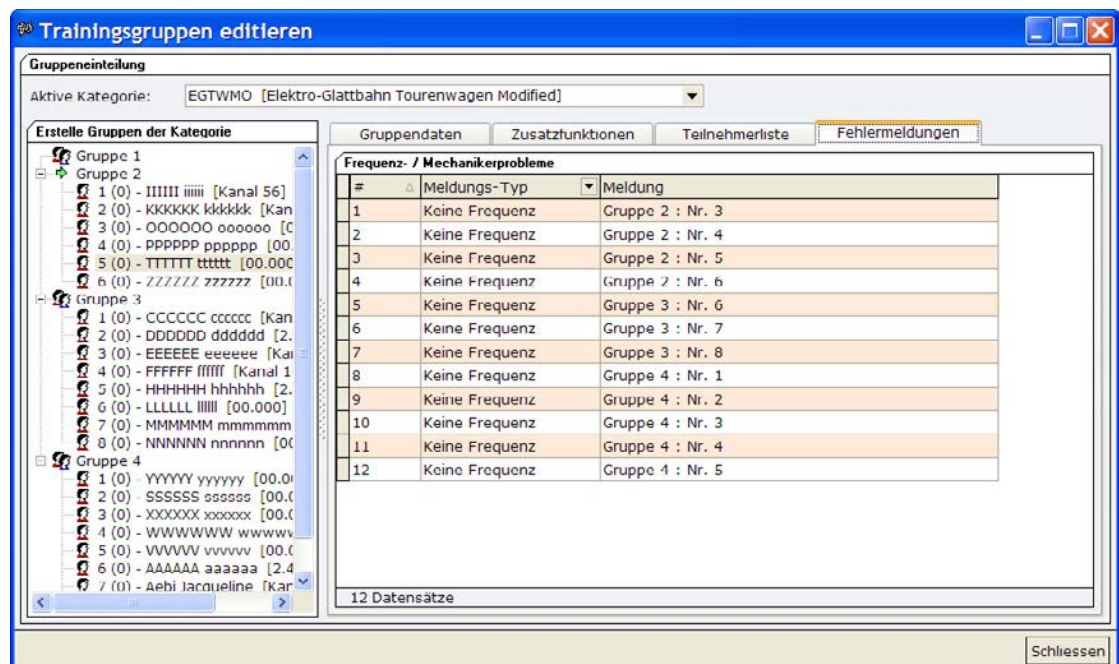 Trainingsgruppen editieren
Gruppeneinteilung
Aktive Kategorie: EGTWMO [Elektro-Glattbahn Tourenwagen Modified]
Erstelle Gruppen der Kategorie
Gruppe 1
Gruppe 2
1 (0) - IIIIII iiiiii [Kanal 56]
2 (0) - KKKKKK kkkkkk [Kan
3 (0) - OOOOOO oooooo [C
4 (0) - PPPPPP pppppp [00.
5 (0) - TTTTTT tttttt [00.000
6 (0) - ZZZZZZ zzzzzz [00.0
Gruppe 3
1 (0) - CCCCCC cccccc [Kan
2 (0) - DDDDDD dddddd [2.
3 (0) - EEEEEE eeeeee [Kar
4 (0) - FFFFFF ffffff [Kanal 1
5 (0) - HHHHHH hhhhhh [2.
6 (0) - LLLLLL llllll [00.000]
7 (0) - MMMMMM mmmmmm
8 (0) - NNNNNN nnnnnn [00
Gruppe 4
1 (0) - YYYYYY yyyyyy [00.0
2 (0) - SSSSSS ssssss [00.0
3 (0) - XXXXXX xxxxxx [00.0
4 (0) - WWWWWW wwwww
5 (0) - VVVVVV vvvvvv [00.0
6 (0) - AAAAAA aaaaaa [2.4
7 (0) - Aebi Jacqueline [Kan
Gruppendaten Zusatzfunktionen Teilnehmerliste Fehlermeldungen
Frequenz- / Mechanikerprobleme
# Meldungs-Typ Meldung
1 Keine Frequenz Gruppe 2 : Nr. 3
2 Keine Frequenz Gruppe 2 : Nr. 4
3 Keine Frequenz Gruppe 2 : Nr. 5
4 Keine Frequenz Gruppe 2 : Nr. 6
5 Keine Frequenz Gruppe 3 : Nr. 6
6 Keine Frequenz Gruppe 3 : Nr. 7
7 Keine Frequenz Gruppe 3 : Nr. 8
8 Keine Frequenz Gruppe 4 : Nr. 1
9 Keine Frequenz Gruppe 4 : Nr. 2
10 Keine Frequenz Gruppe 4 : Nr. 3
11 Keine Frequenz Gruppe 4 : Nr. 4
12 Keine Frequenz Gruppe 4 : Nr. 5
12 Datensätze
Schliessen